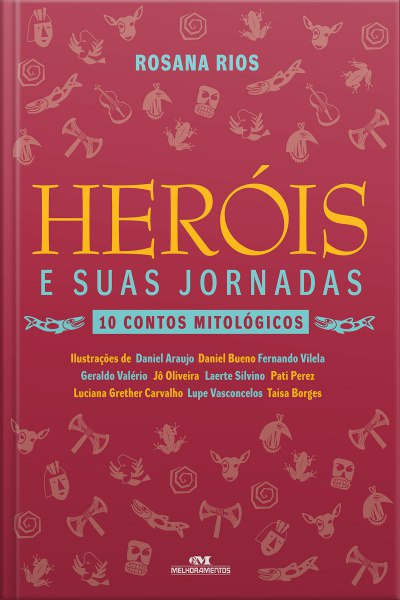 ROSANA RIOS
HERÓIS
E SUAS JORNADAS
10 CONTOS MITOLÓGICOS
Ilustrações de Daniel Araujo Daniel Bueno Fernando Vilela
Geraldo Valério Jô Oliveira Laerte Silvino Pati Perez
Luciana Grether Carvalho Lupe Vasconcelos Taisa Borges
M
MELHORAMENTOS